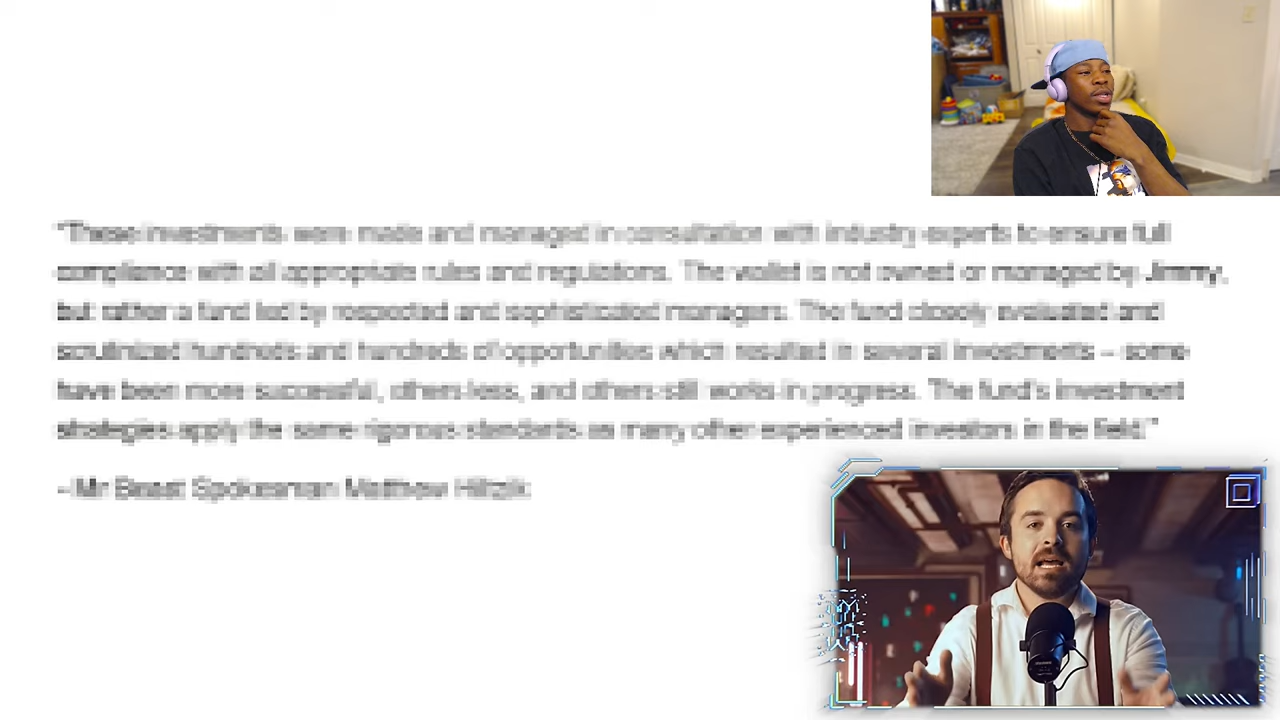 "These investments were made and managed in consultation with industry experts to ensure full
compliance with all appropriate rules and regulations. The wallet is not owned or managed by Jimmy,
but rather a fund led by respected and sophisticated managers. The fund closely evaluated and
scrutinized hundreds and hundreds of opportunities which resulted in several investments – some
have been more successful, others less, and others still works in progress. The fund's investment
strategies apply the same rigorous standards as many other experienced investors in the field."
- Mr Beast Spokesman Matthew Hiltzik